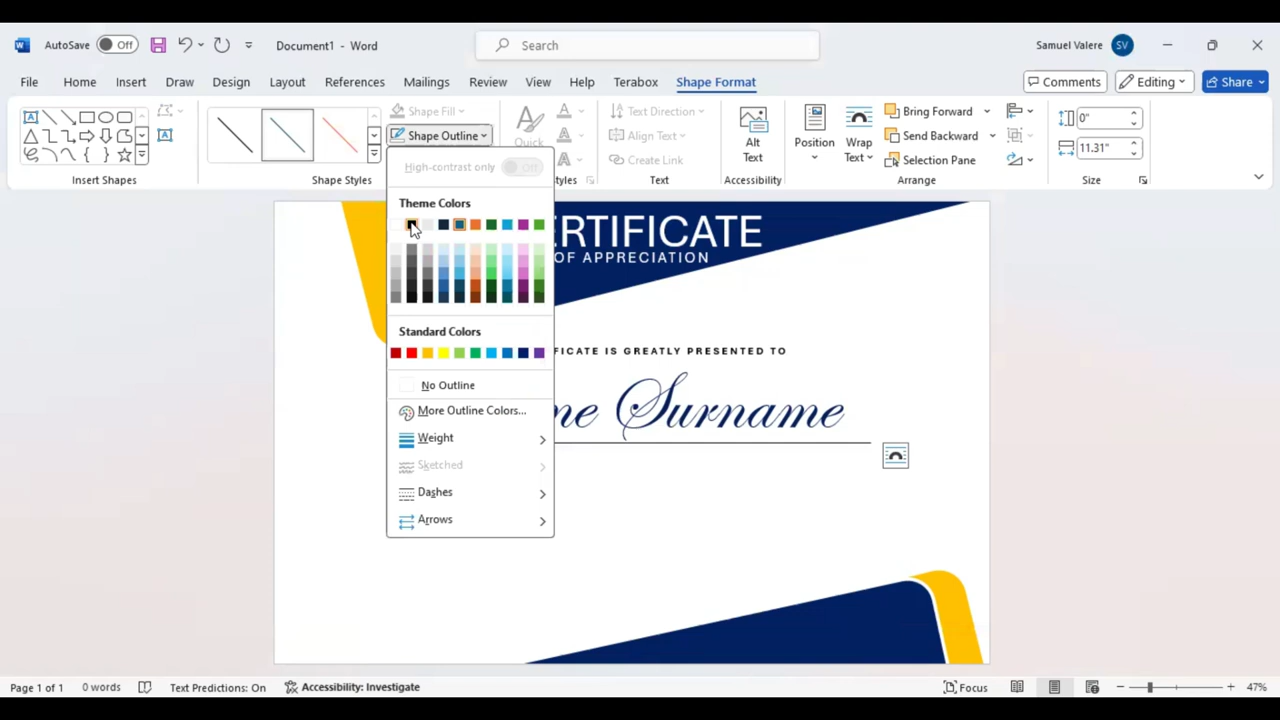 AutoSave Off Document1 - Word Search Samuel Valere SV
File Home Insert Draw Design Layout References Mailings Review View Help Terabox Shape Format Comments Editing Share
Shape Fill Text Direction Bring Forward 0"
Shape Outline Align Text Send Backward
Quick Alt Text Position Wrap Text Create Link Selection Pane 11.31"
Insert Shapes Shape Styles Text Accessibility Arrange Size
High-contrast only Off
Theme Colors
Standard Colors
No Outline
More Outline Colors...
Weight
Sketched
Dashes
Arrows
ERTIFICATE
OF APPRECIATION
FICATE IS GREATLY PRESENTED TO
me Surname
Page 1 of 1 0 words Text Predictions: On Accessibility: Investigate Focus 47%